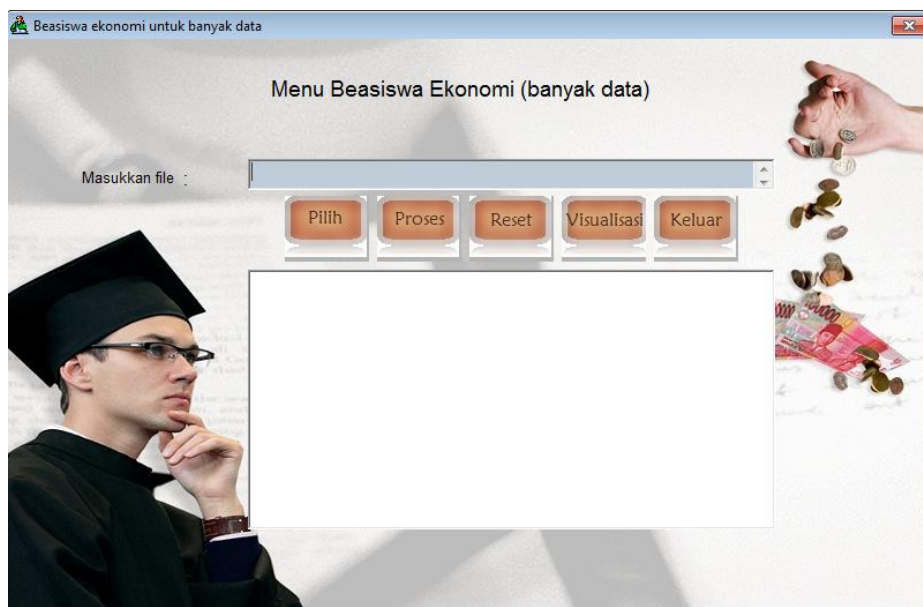 Beasiswa ekonomi untuk banyak data
Menu Beasiswa Ekonomi (banyak data)
Masukkan file :
Pilih Proses Reset Visualisasi Keluar